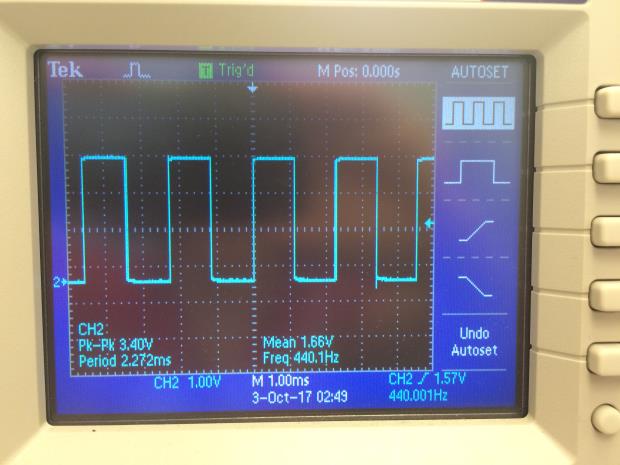 Tek T Trig'd M Pos: 0.000s AUTOSET
2
CH2
Pk-Pk 3.40V Mean 1.66V
Period 2.272ms Freq 440.1Hz
Undo
Autoset
CH2 1.00V M 1.00ms CH2 1.57V
3-Oct-17 02:49 440.001Hz